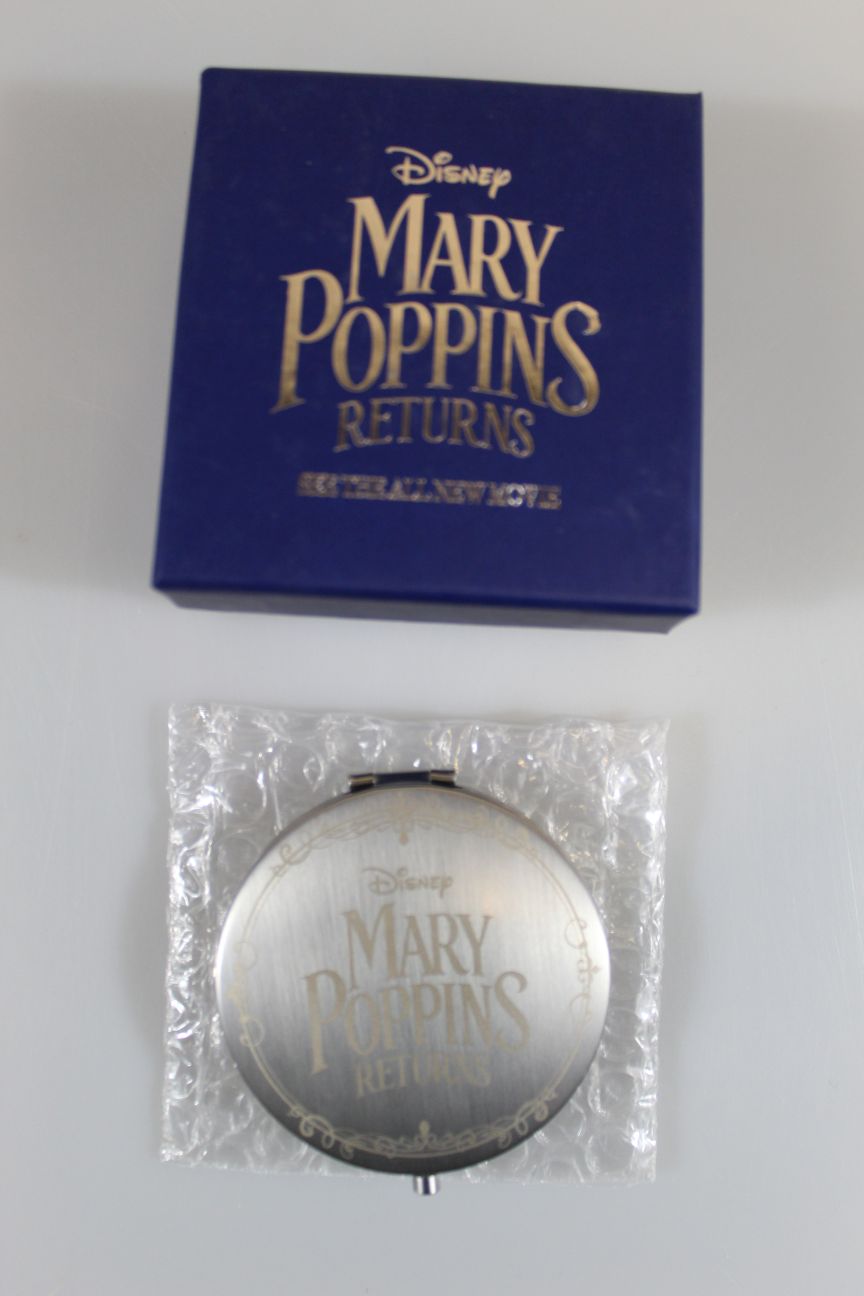 Disney
MARY
POPPINS
RETURNS
SEE THE ALL NEW MOVIE
Disney
MARY
POPPINS
RETURNS